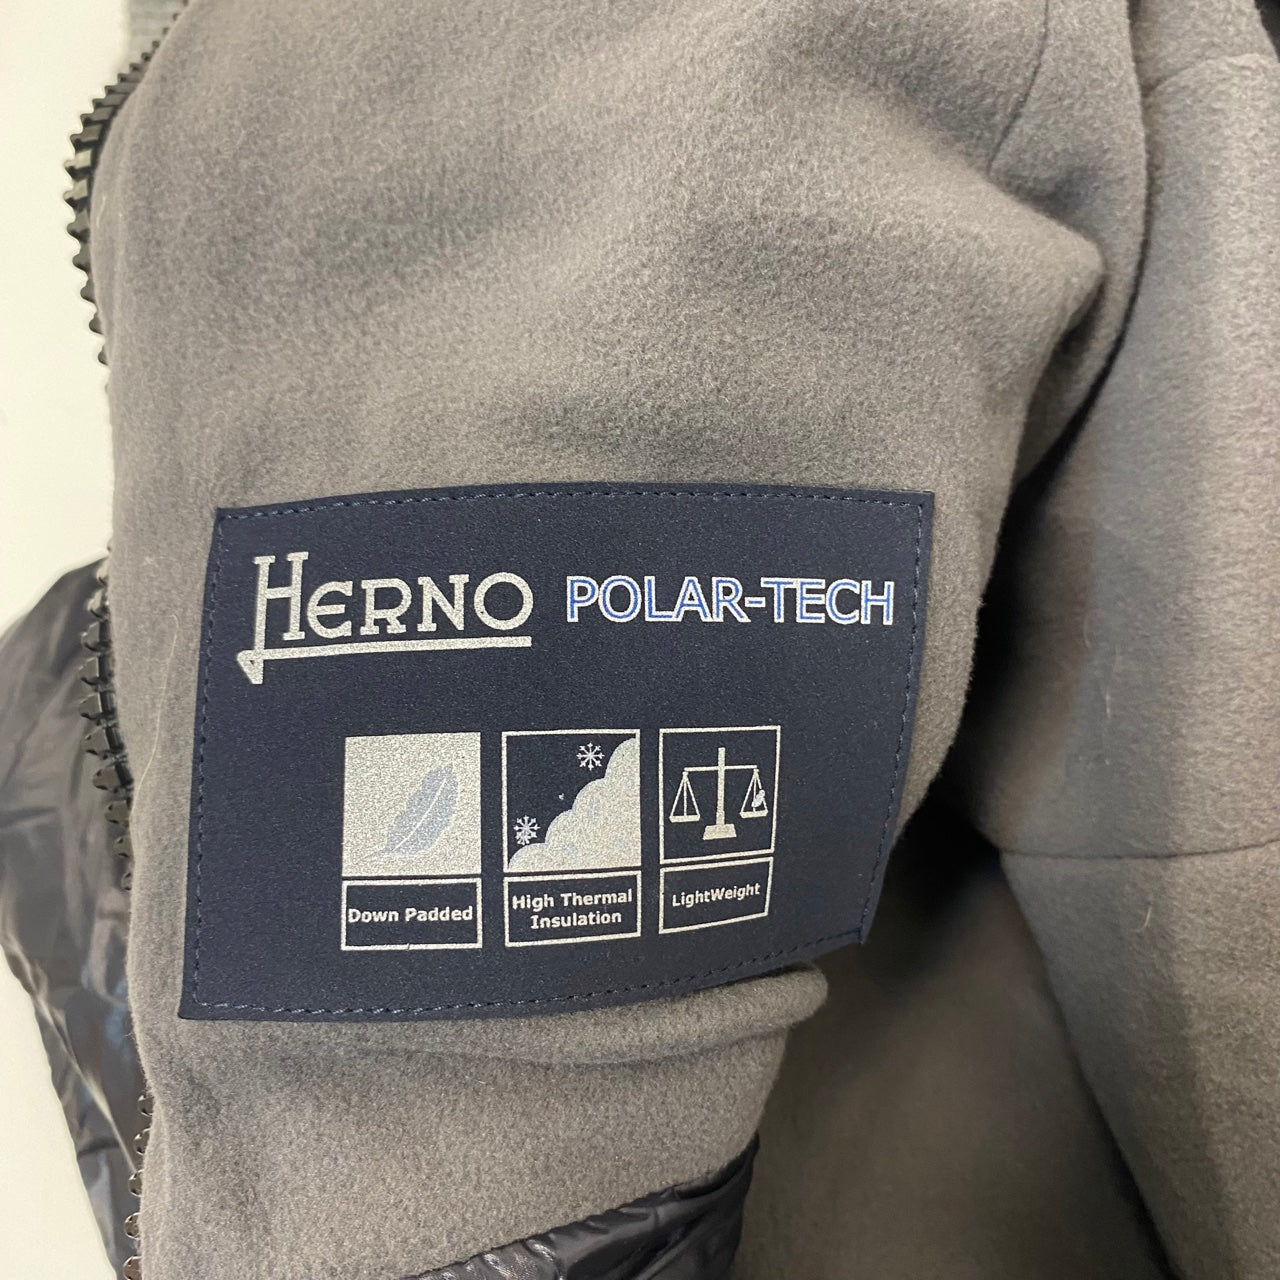 HERNO POLAR-TECH
Down Padded
High Thermal
Insulation
LightWeight